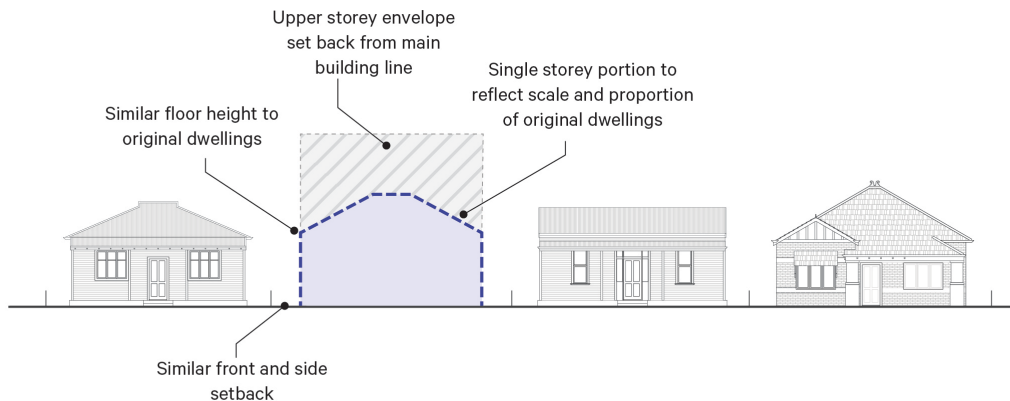 Upper storey envelope
set back from main
building line
Single storey portion to
reflect scale and proportion
of original dwellings
Similar floor height to
original dwellings
Similar front and side
setback